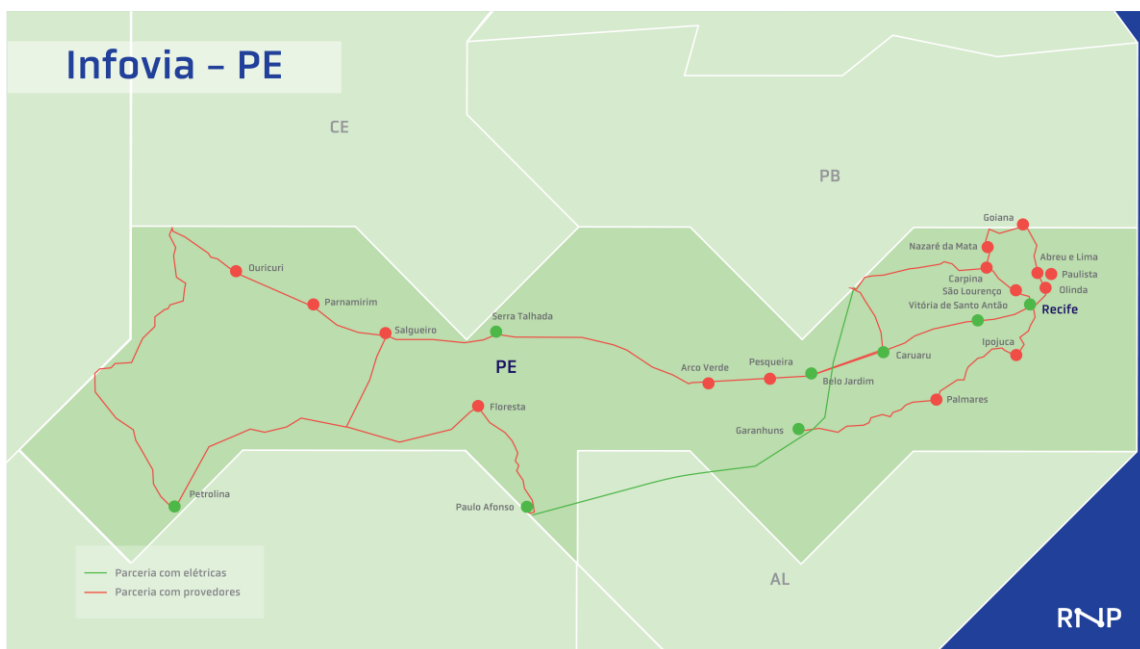 Infovia – PE
CE
PB
Goiana
Nazaré da Mata
Abreu e Lima
Ouricuri
Carpina
Paulista
São Lourenço
Olinda
Parnamirim
Vitória de Santo Antão
Recife
Serra Talhada
Salgueiro
Ipojuca
PE
Arco Verde
Pesqueira
Caruaru
Belo Jardim
Floresta
Palmares
Garanhuns
Petrolina
Paulo Afonso
Parceria com elétricas
Parceria com provedores
AL
RNP